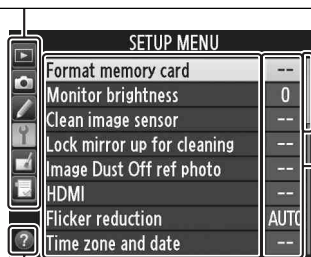 SETUP MENU
Format memory card --
Monitor brightness 0
Clean image sensor --
Lock mirror up for cleaning --
Image Dust Off ref photo --
HDMI --
Flicker reduction AUTO
Time zone and date --
?